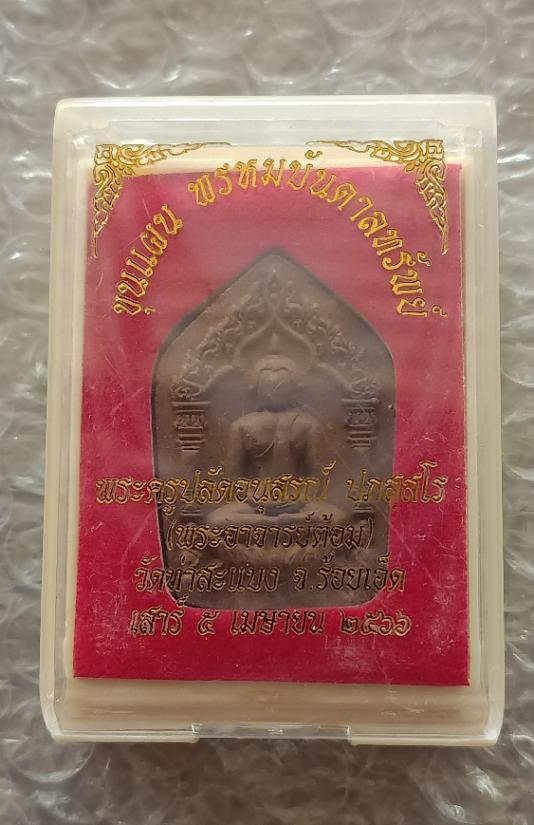 ขุนแผน พรหมบันดาลทรัพย์
พระครูปลัดอนุสรณ์ ปภสฺสโร
(พระอาจารย์ต้อม)
วัดท่าสะแบง จ.ร้อยเอ็ด
เสาร์ ๕ เมษายน ๒๕๖๖